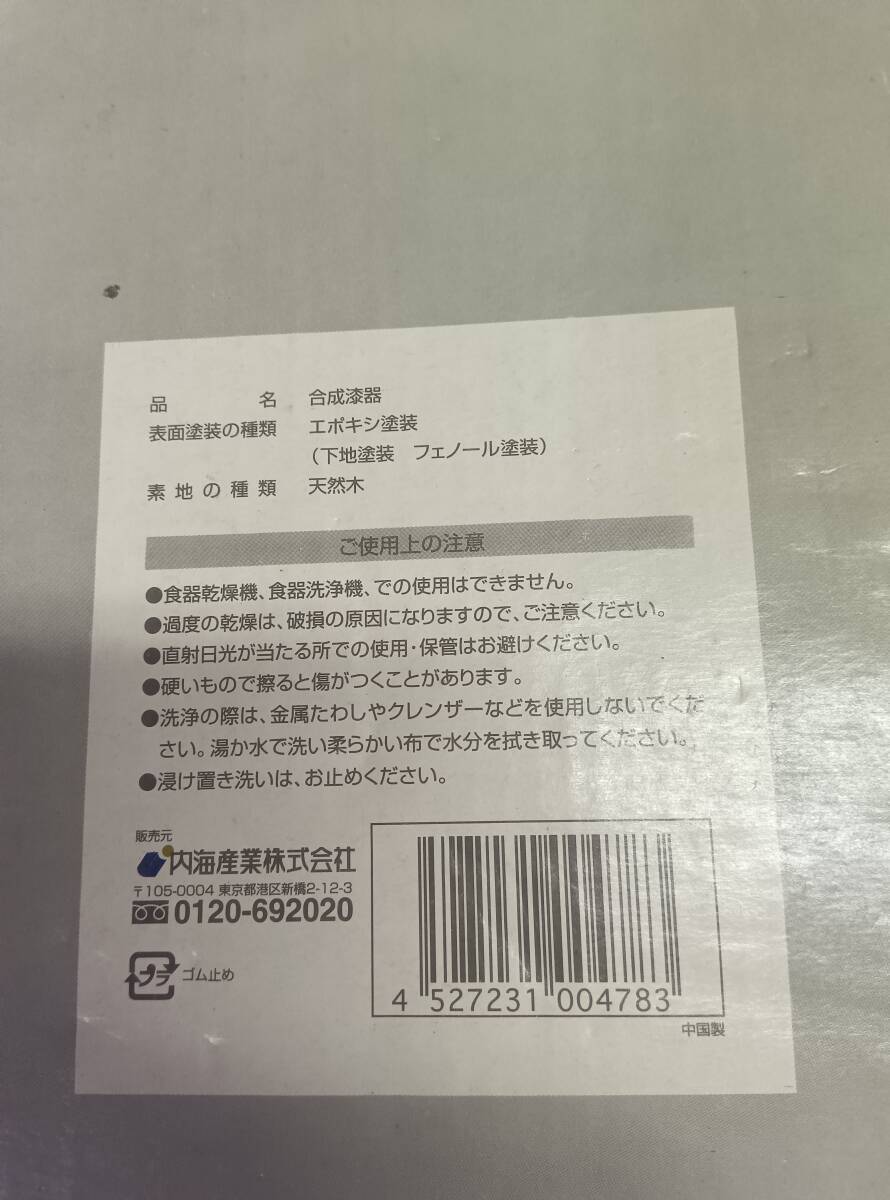 品名 合成漆器
表面塗装の種類 エポキシ塗装
(下地塗装 フェノール塗装)
素地の種類 天然木
ご使用上の注意
●食器乾燥機、食器洗浄機、での使用はできません。
●過度の乾燥は、破損の原因になりますので、ご注意ください。
●直射日光が当たる所での使用・保管はお避けください。
●硬いもので擦ると傷がつくことがあります。
●洗浄の際は、金属たわしやクレンザーなどを使用しないでくだ
さい。湯か水で洗い柔らかい布で水分を拭き取ってください。
●浸け置き洗いは、お止めください。
販売元
内海産業株式会社
〒105-0004 東京都港区新橋2-12-3
0120-692020
プラ ゴム止め
4 527231 004783
中国製